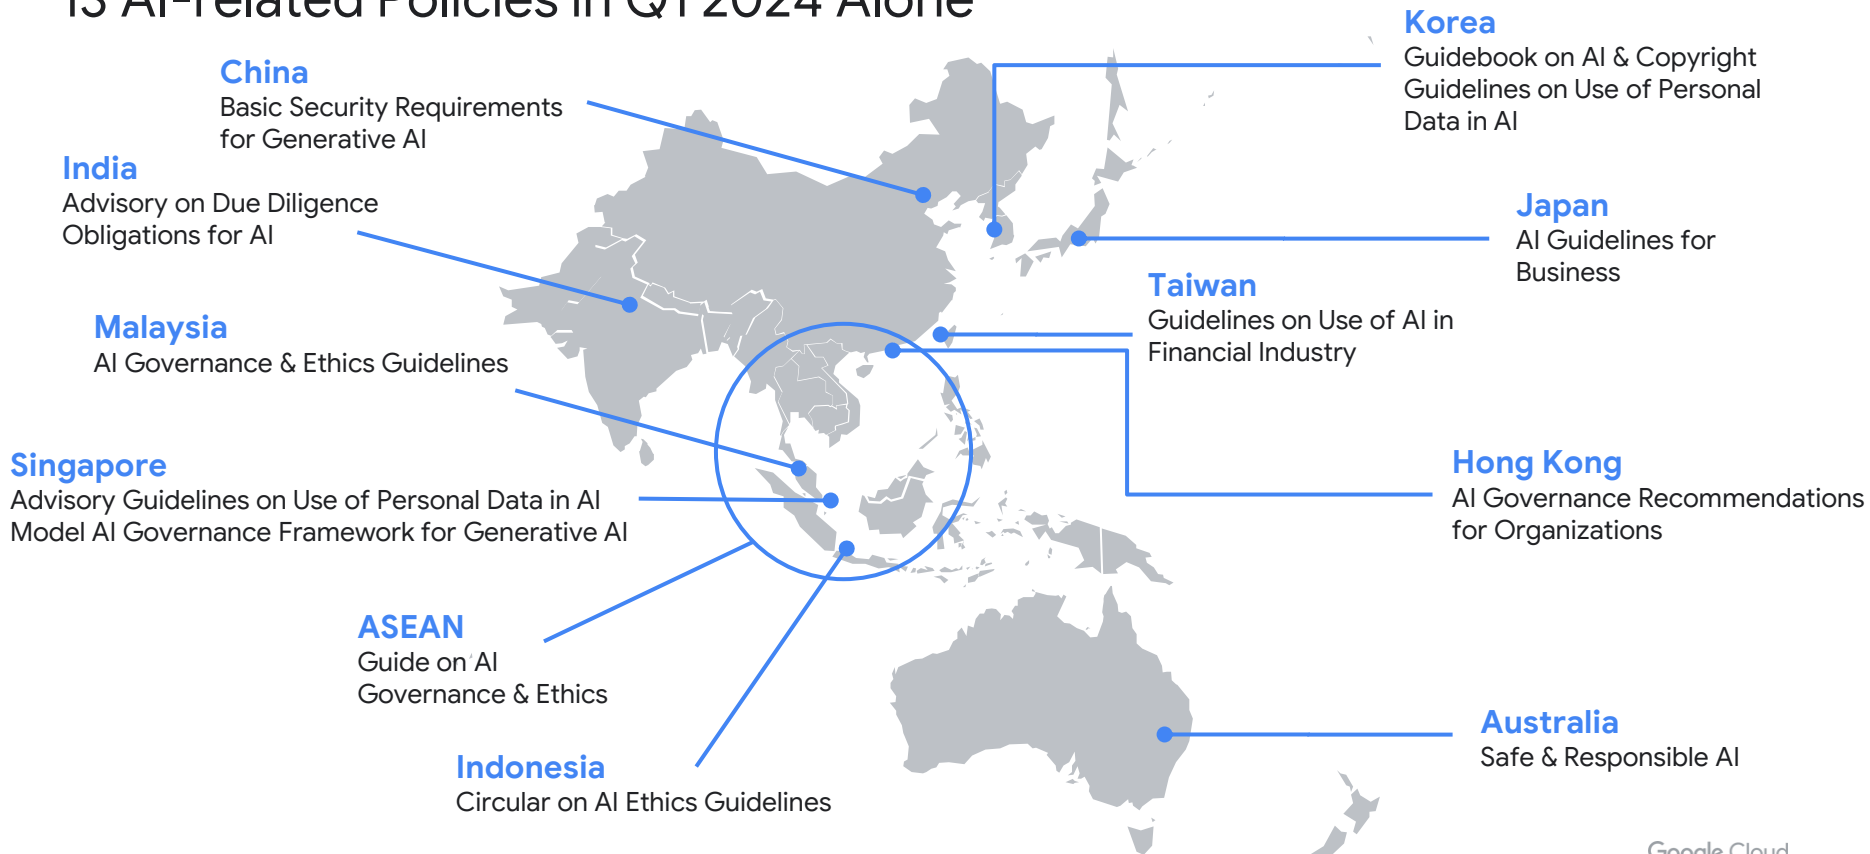 13 AI-related Policies in Q1 2024 Alone
China
Basic Security Requirements
for Generative AI
India
Advisory on Due Diligence
Obligations for AI
Malaysia
AI Governance & Ethics Guidelines
Singapore
Advisory Guidelines on Use of Personal Data in AI
Model AI Governance Framework for Generative AI
ASEAN
Guide on AI
Governance & Ethics
Indonesia
Circular on AI Ethics Guidelines
Korea
Guidebook on AI & Copyright
Guidelines on Use of Personal
Data in AI
Japan
AI Guidelines for
Business
Taiwan
Guidelines on Use of AI in
Financial Industry
Hong Kong
AI Governance Recommendations
for Organizations
Australia
Safe & Responsible AI
Google Cloud